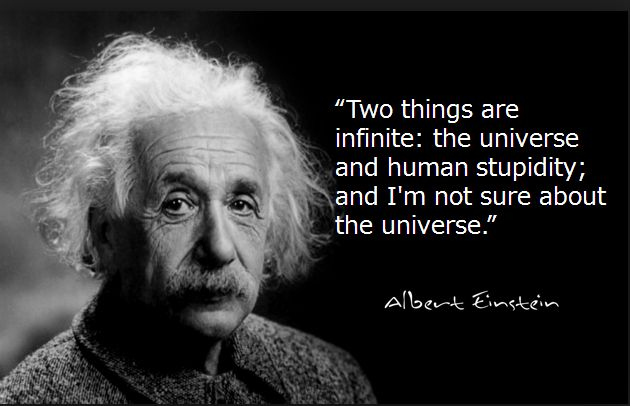 “Two things are
infinite: the universe
and human stupidity;
and I'm not sure about
the universe.”
Albert Einstein